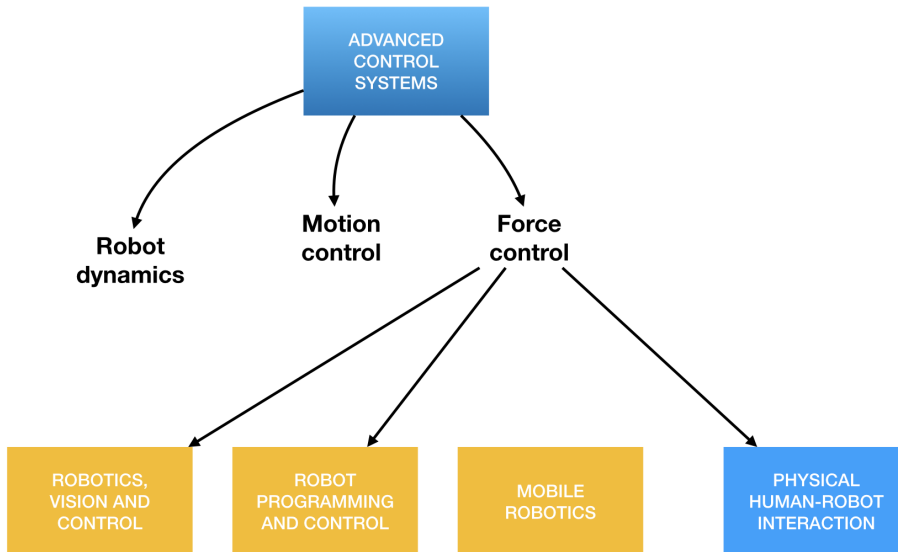 ADVANCED
CONTROL
SYSTEMS
Robot
dynamics
Motion
control
Force
control
ROBOTICS,
VISION AND
CONTROL
ROBOT
PROGRAMMING
AND CONTROL
MOBILE
ROBOTICS
PHYSICAL
HUMAN-ROBOT
INTERACTION